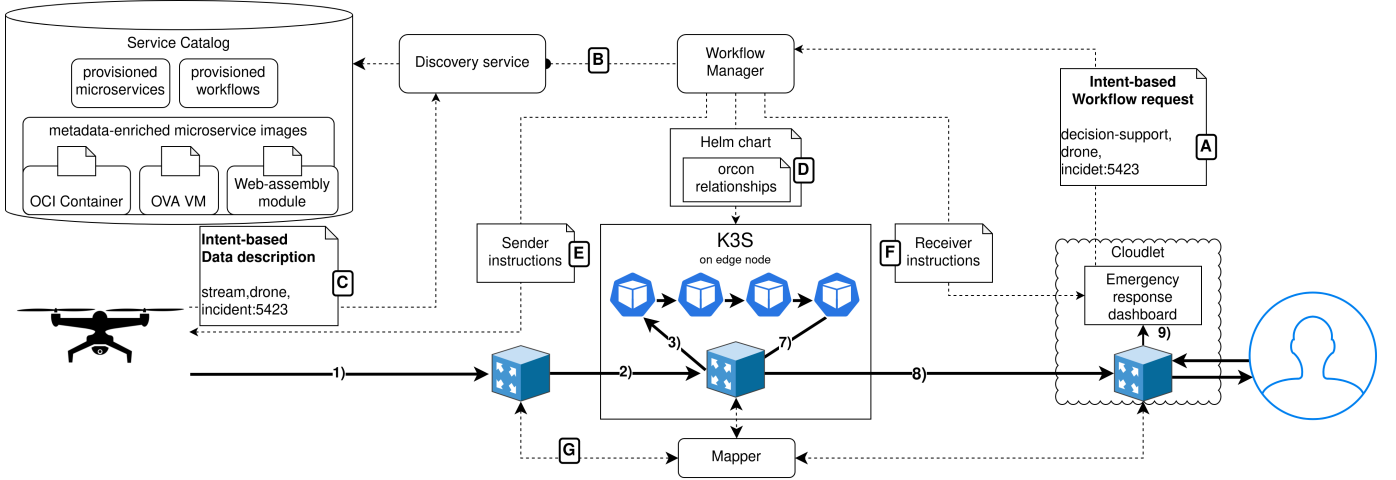 Service Catalog
provisioned
microservices
provisioned
workflows
metadata-enriched microservice images
OCI Container
OVA VM
Web-assembly
module
Discovery service
B
Workflow
Manager
Intent-based
Workflow request
decision-support,
drone,
incidet:5423
A
Helm chart
orcon
relationships
D
Intent-based
Data description
stream,drone,
incident:5423
C
Sender
instructions
E
K3S
on edge node
F
Receiver
instructions
Cloudlet
Emergency
response
dashboard
1)
2)
3)
7)
8)
9)
G
Mapper